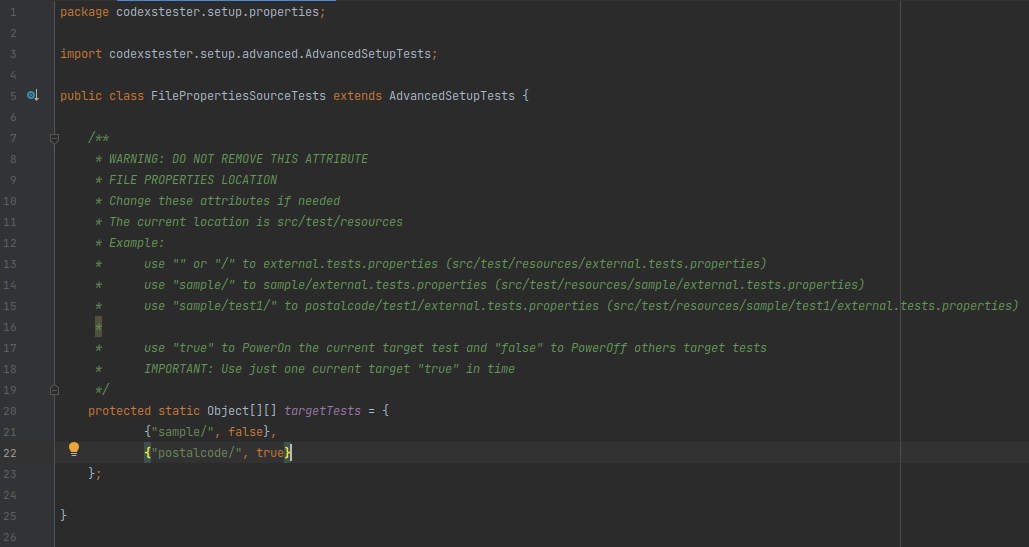 1 package codexstester.setup.properties;
2
3 import codexstester.setup.advanced.AdvancedSetupTests;
4
5 public class FilePropertiesSourceTests extends AdvancedSetupTests {
6
7 /**
8 * WARNING: DO NOT REMOVE THIS ATTRIBUTE
9 * FILE PROPERTIES LOCATION
10 * Change these attributes if needed
11 * The current location is src/test/resources
12 * Example:
13 * use "" or "/" to external.tests.properties (src/test/resources/external.tests.properties)
14 * use "sample/" to sample/external.tests.properties (src/test/resources/sample/external.tests.properties)
15 * use "sample/test1/" to postalcode/test1/external.tests.properties (src/test/resources/sample/test1/external.tests.properties)
16 *
17 * use "true" to PowerOn the current target test and "false" to PowerOff others target tests
18 * IMPORTANT: Use just one current target "true" in time
19 */
20 protected static Object[][] targetTests = {
21 {"sample/", false},
22 {"postalcode/", true}
23 };
24
25 }
26